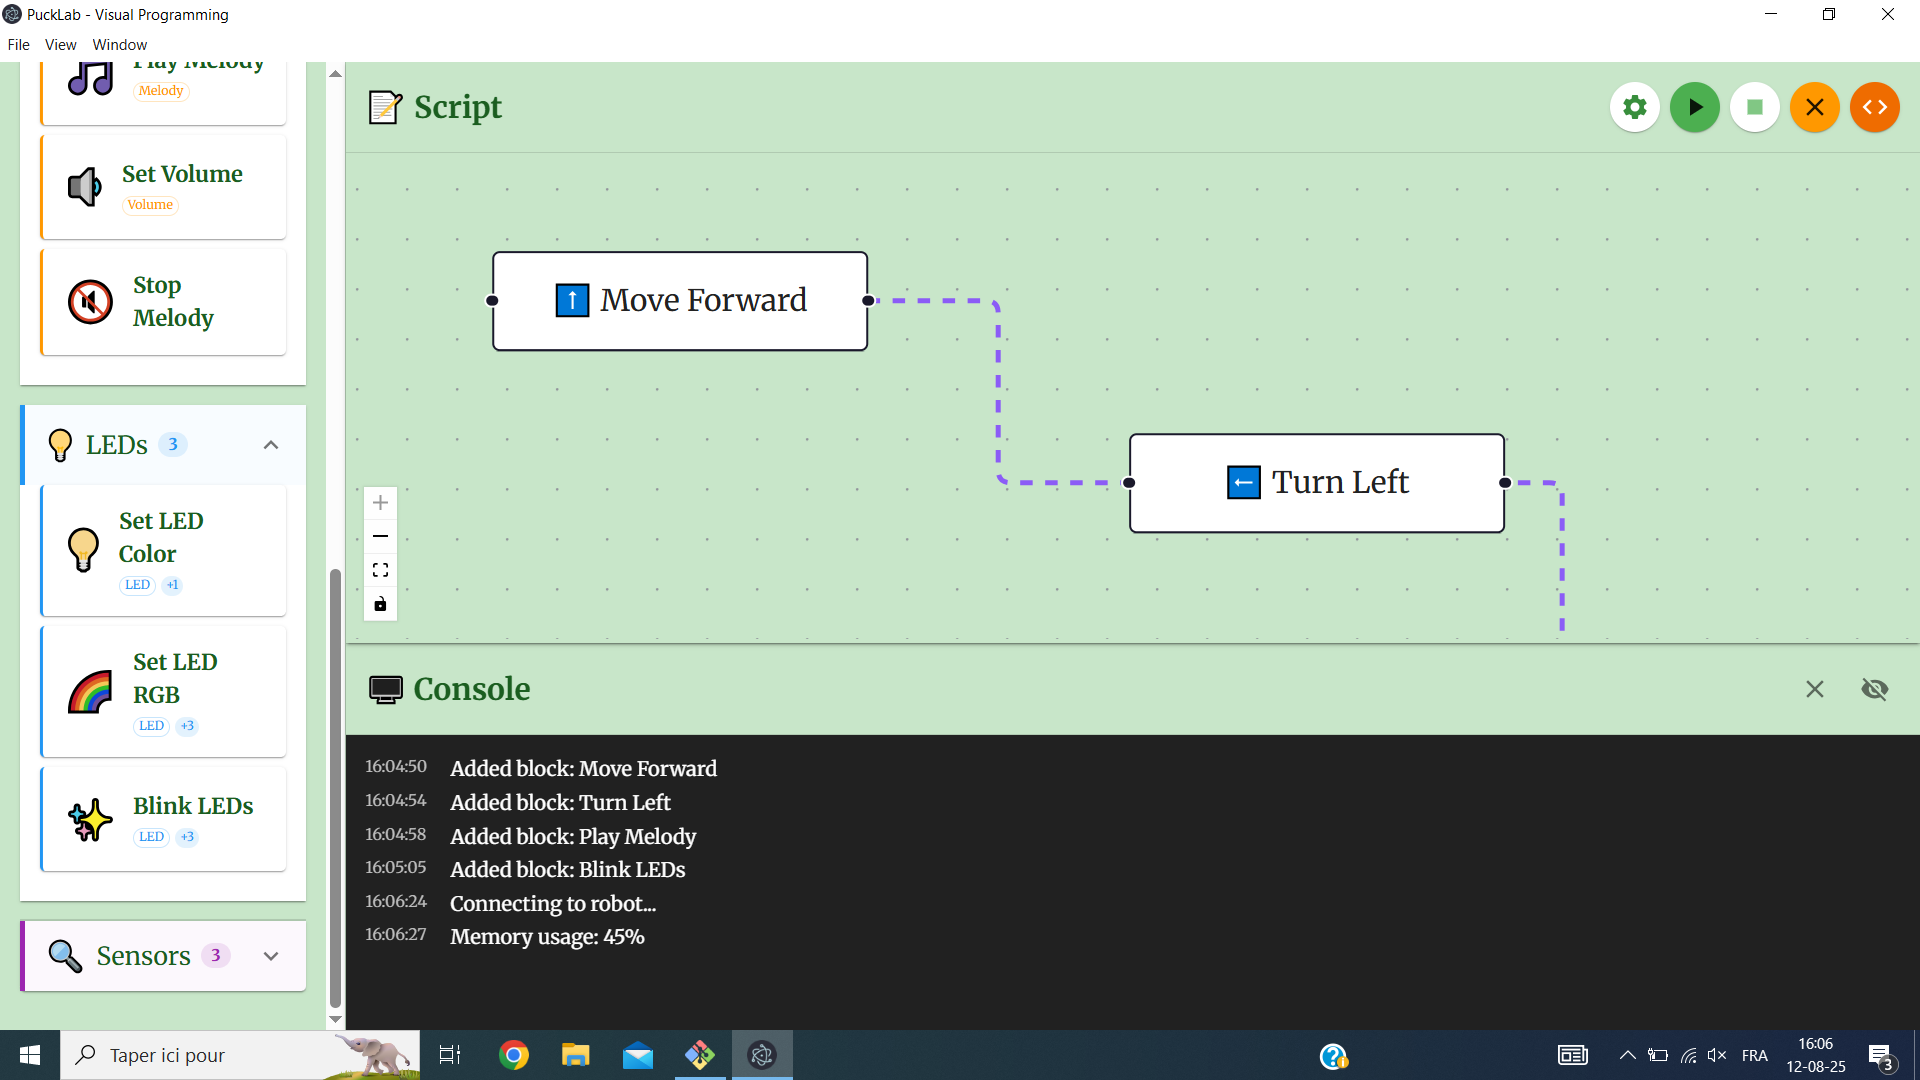 PuckLab - Visual Programming
File View Window
Play Melody
Melody
Set Volume
Volume
Stop
Melody
LEDs 3
Set LED
Color
LED +1
Set LED
RGB
LED +3
Blink LEDs
LED +3
Sensors 3
Script
Move Forward
Turn Left
Console
16:04:50 Added block: Move Forward
16:04:54 Added block: Turn Left
16:04:58 Added block: Play Melody
16:05:05 Added block: Blink LEDs
16:06:24 Connecting to robot...
16:06:27 Memory usage: 45%
Taper ici pour
FRA
16:06
12-08-25
3